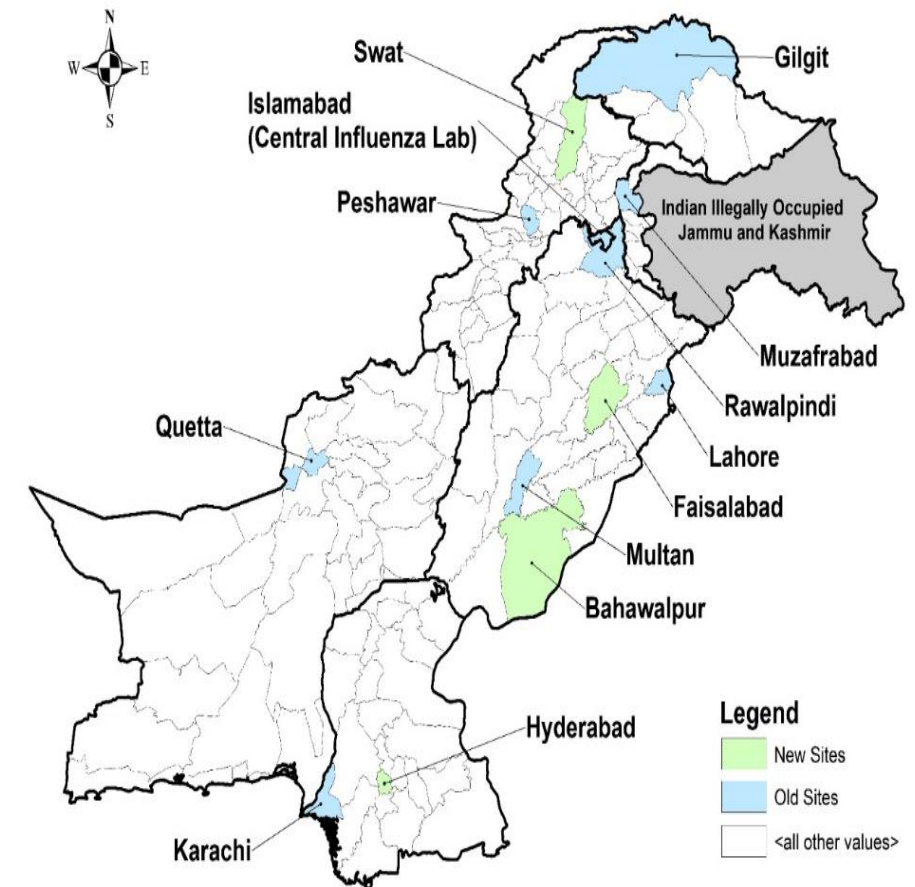 N
W
E
S
Swat
Gilgit
Islamabad
(Central Influenza Lab)
Peshawar
Indian Illegally Occupied
Jammu and Kashmir
Muzafrabad
Rawalpindi
Quetta
Lahore
Faisalabad
Multan
Bahawalpur
Hyderabad
Karachi
Legend
New Sites
Old Sites
<all other values>